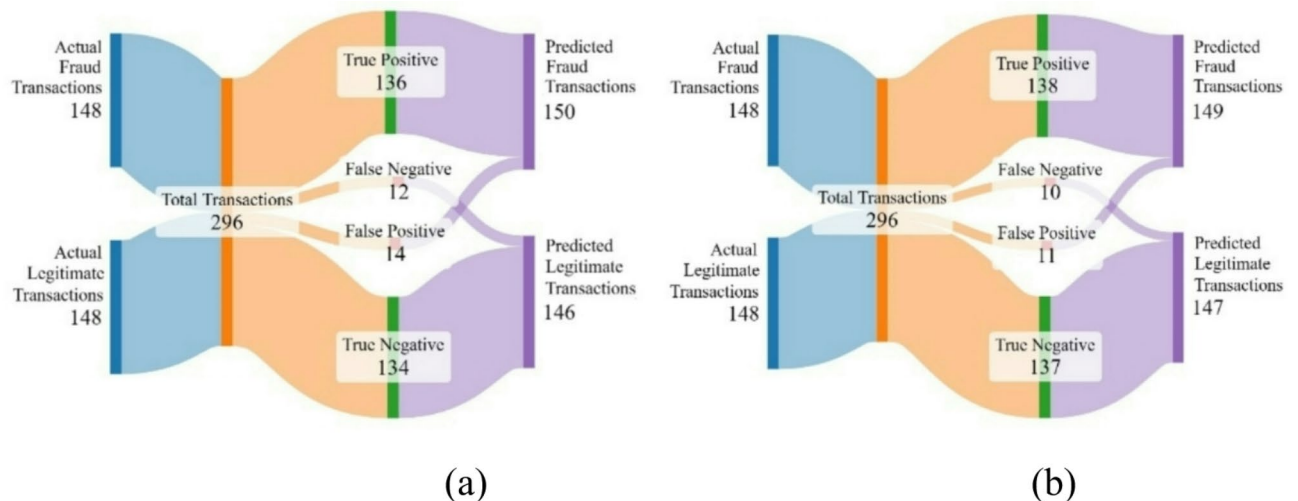 Actual
Fraud
Transactions
148
Actual
Legitimate
Transactions
148
Total Transactions
296
True Positive
136
False Negative
12
False Positive
14
True Negative
134
Predicted
Fraud
Transactions
150
Predicted
Legitimate
Transactions
146
(a)
Actual
Fraud
Transactions
148
Actual
Legitimate
Transactions
148
Total Transactions
296
True Positive
138
False Negative
10
False Positive
11
True Negative
137
Predicted
Fraud
Transactions
149
Predicted
Legitimate
Transactions
147
(b)